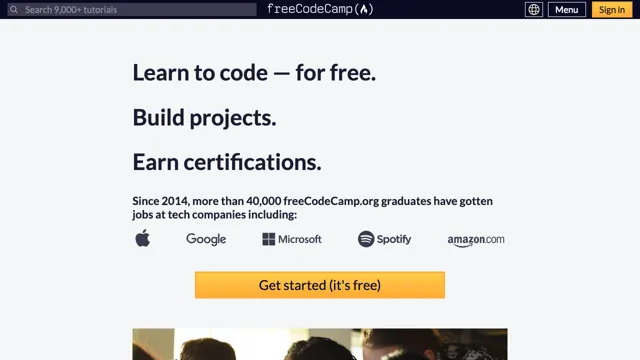 Search 9,000+ tutorials
freeCodeCamp
Menu
Sign in
Learn to code — for free.
Build projects.
Earn certifications.
Since 2014, more than 40,000 freeCodeCamp.org graduates have gotten
jobs at tech companies including:
Google
Microsoft
Spotify
amazon.com
Get started (it's free)